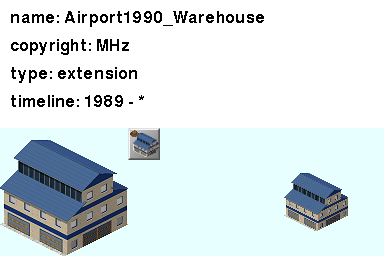 name: Airport1990_Warehouse
copyright: MHz
type: extension
timeline: 1989 - *